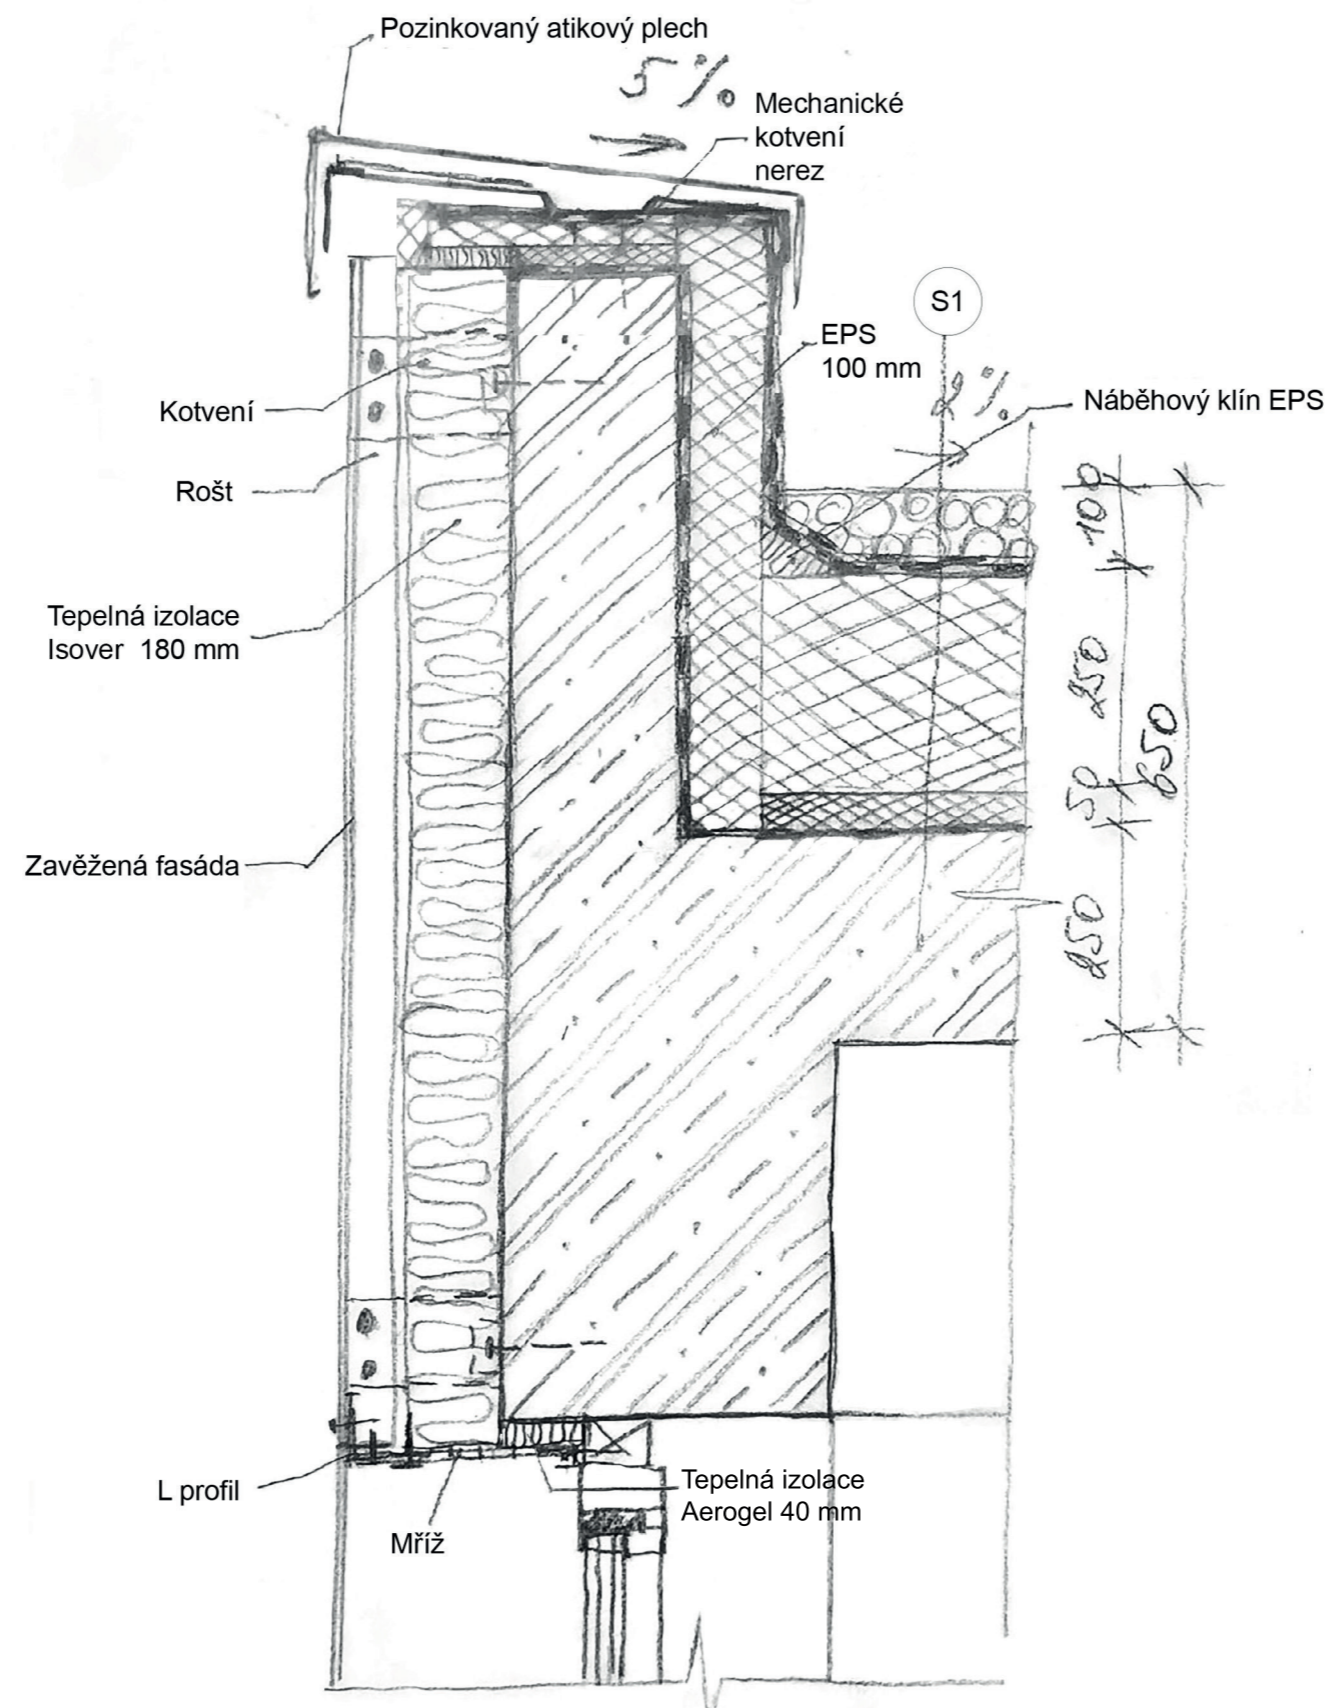 Pozinkovaný atikový plech
5 %
Mechanické
kotvení
nerez
S1
EPS
100 mm
2%
Náběhový klín EPS
Kotvení
Rošt
100
Tepelná izolace
Isover 180 mm
250
650
50
Zavěžená fasáda
250
L profil
Tepelná izolace
Aerogel 40 mm
Mříž